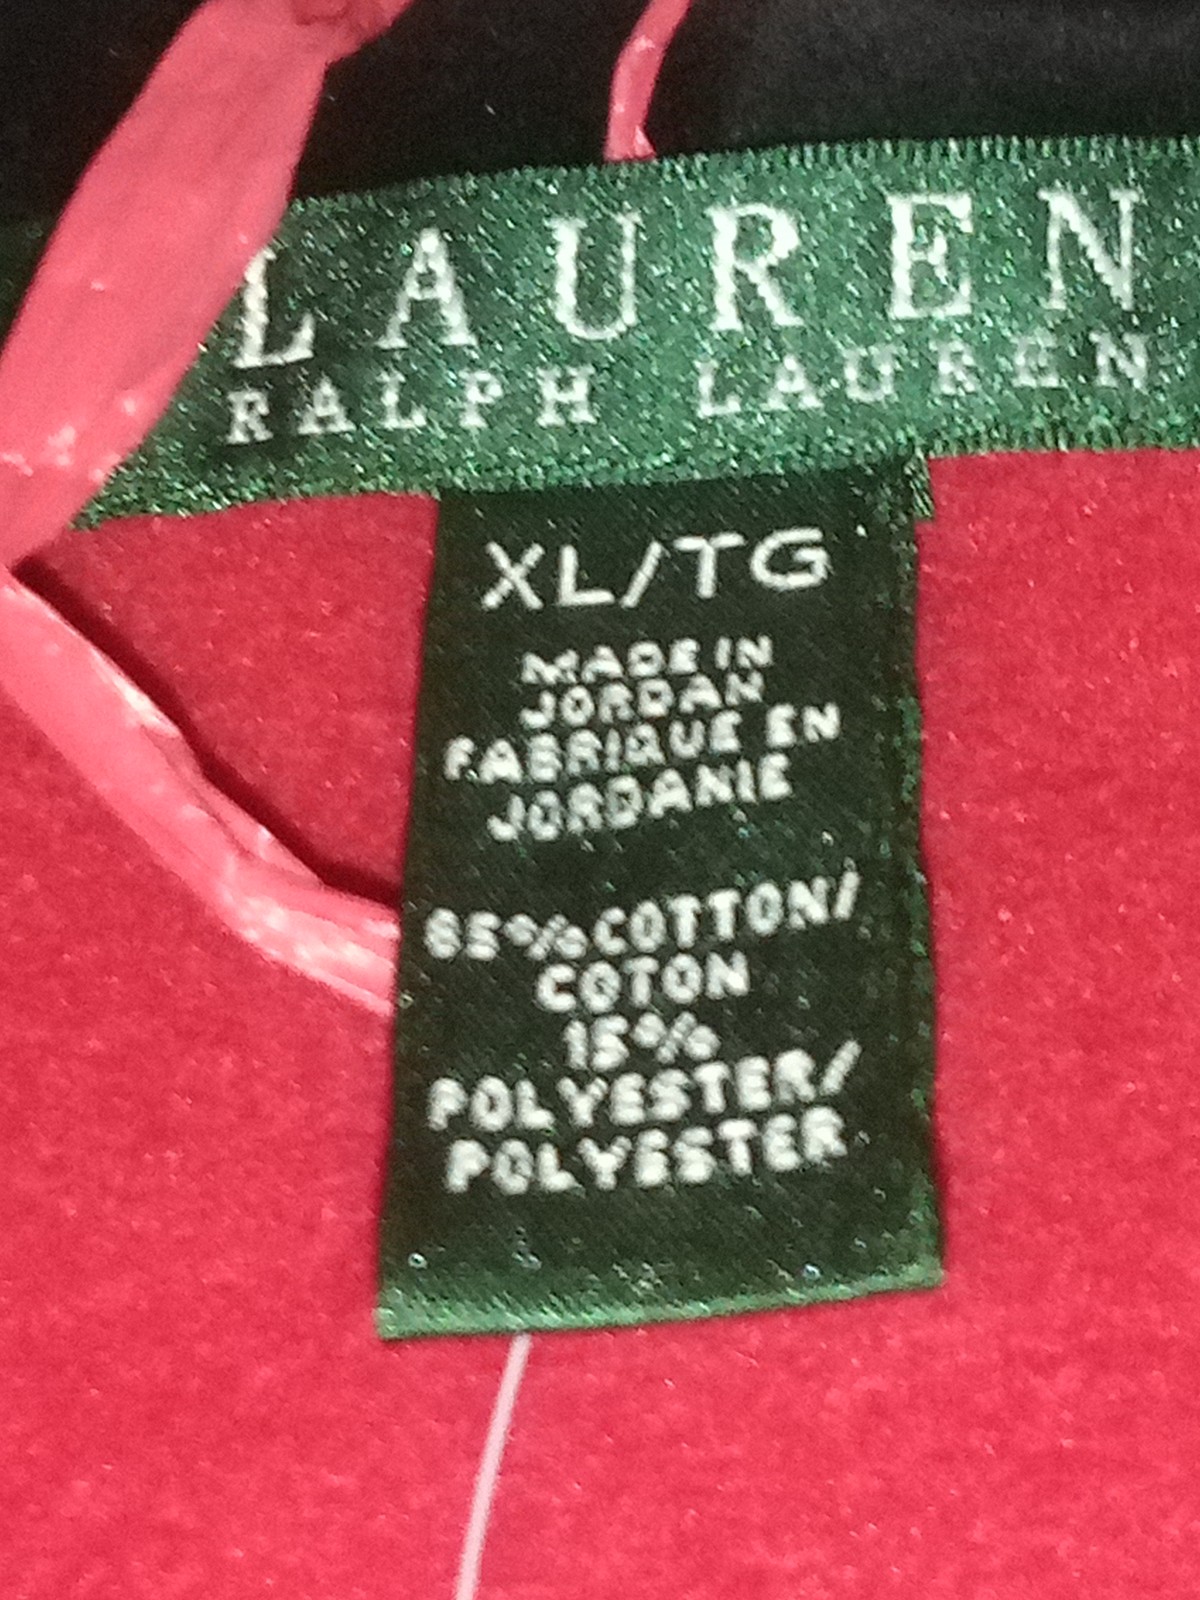 LAUREN
RALPH LAUREN
XL/TG
MADE IN
JORDAN
FABRIQUE EN
JORDANIE
85% COTTON/
COTON
15%
POLYESTER/
POLYESTER